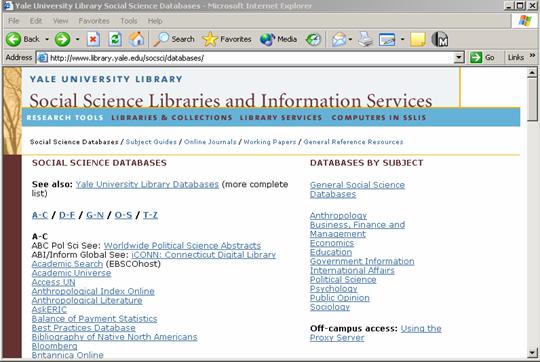 Yale University Library Social Science Databases - Microsoft Internet Explorer
File Edit View Favorites Tools Help
Back Search Favorites Media
Address http://www.library.yale.edu/socsci/databases/ Go Links »
YALE UNIVERSITY LIBRARY
Social Science Libraries and Information Services
RESEARCH TOOLS LIBRARIES & COLLECTIONS LIBRARY SERVICES COMPUTERS IN SSLIS
Social Science Databases / Subject Guides / Online Journals / Working Papers / General Reference Resources
SOCIAL SCIENCE DATABASES
See also: Yale University Library Databases (more complete
list)
A-C / D-F / G-N / O-S / T-Z
A-C
ABC Pol Sci See: Worldwide Political Science Abstracts
ABI/Inform Global See: iCONN: Connecticut Digital Library
Academic Search (EBSCOhost)
Academic Universe
Access UN
Anthropological Index Online
Anthropological Literature
AskERIC
Balance of Payment Statistics
Best Practices Database
Bibliography of Native North Americans
Bloomberg
Britannica Online
DATABASES BY SUBJECT
General Social Science
Databases
Anthropology
Business, Finance and
Management
Economics
Education
Government Information
International Affairs
Political Science
Psychology
Public Opinion
Sociology
Off-campus access: Using the
Proxy Server